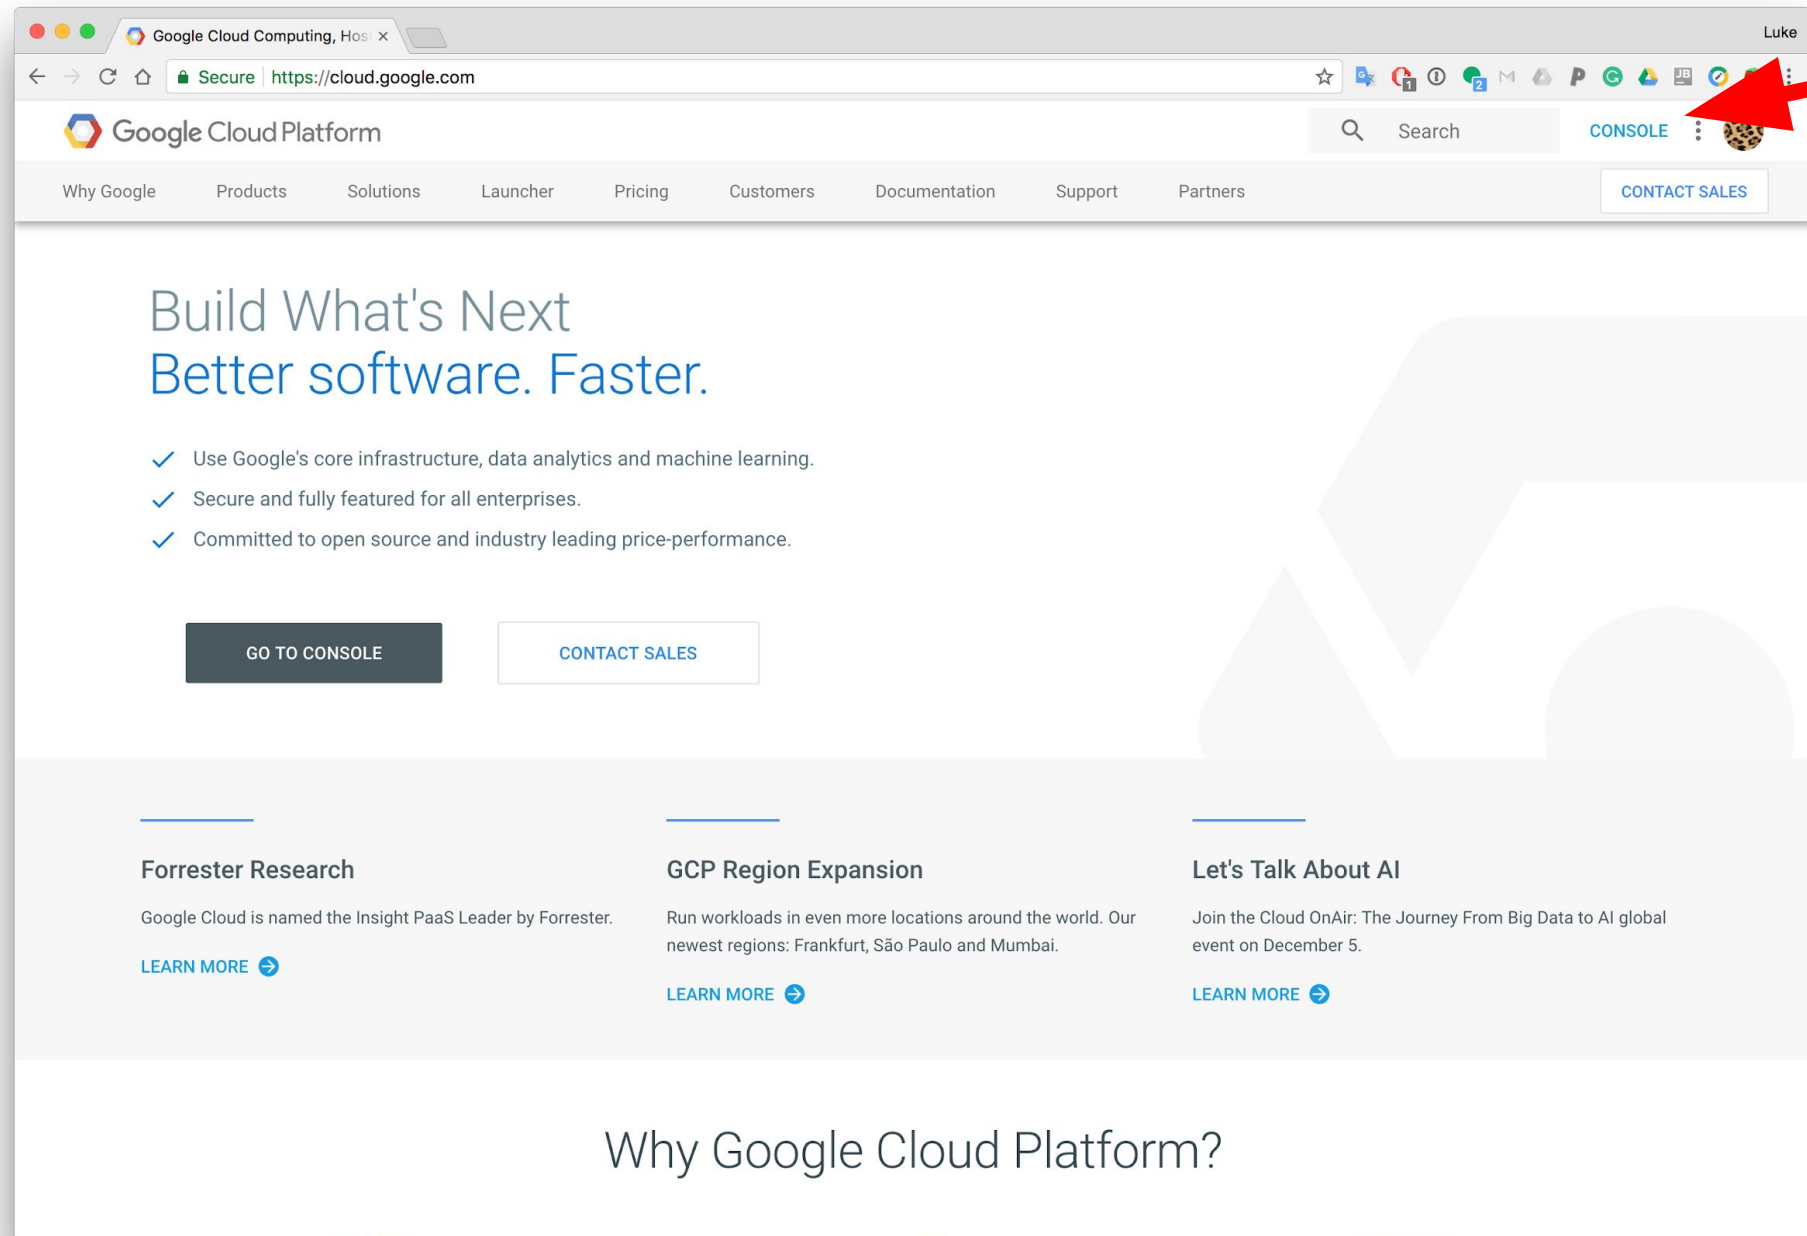 Luke
Google Cloud Computing, Hos
Secure https://cloud.google.com
1
2
JB
Google Cloud Platform
Search
CONSOLE
Why Google Products Solutions Launcher Pricing Customers Documentation Support Partners
CONTACT SALES
Build What's Next
Better software. Faster.
Use Google's core infrastructure, data analytics and machine learning.
Secure and fully featured for all enterprises.
Committed to open source and industry leading price-performance.
GO TO CONSOLE
CONTACT SALES
Forrester Research
Google Cloud is named the Insight PaaS Leader by Forrester.
LEARN MORE
GCP Region Expansion
Run workloads in even more locations around the world. Our
newest regions: Frankfurt, São Paulo and Mumbai.
LEARN MORE
Let's Talk About AI
Join the Cloud OnAir: The Journey From Big Data to AI global
event on December 5.
LEARN MORE
Why Google Cloud Platform?